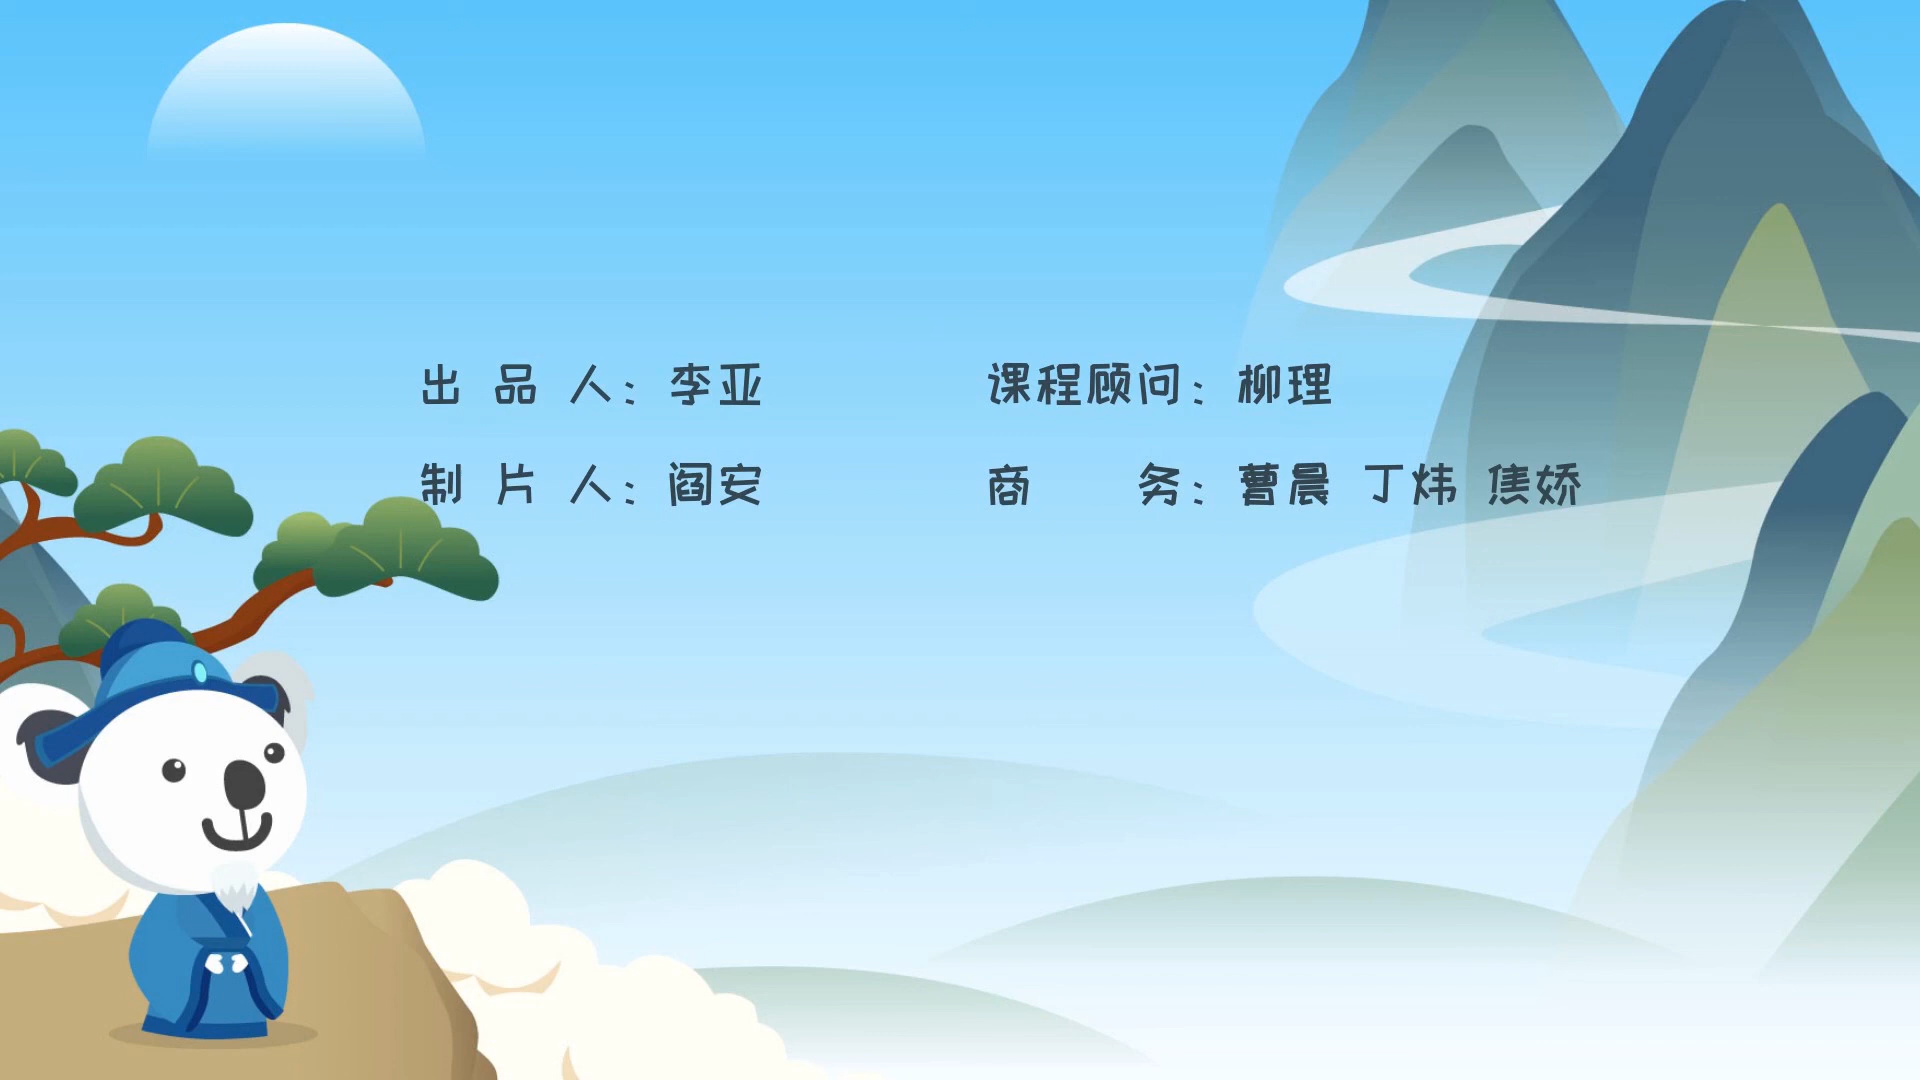 出 品 人：李亚 课程顾问：柳理
制 片 人：阎安 商 务：曹晨 丁炜 焦娇